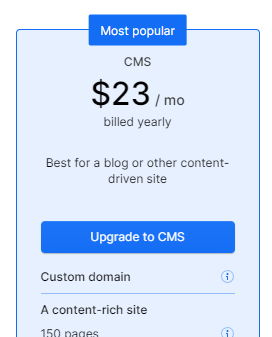 Most popular
CMS
$23 / mo
billed yearly
Best for a blog or other content-
driven site
Upgrade to CMS
Custom domain
A content-rich site
150 pages